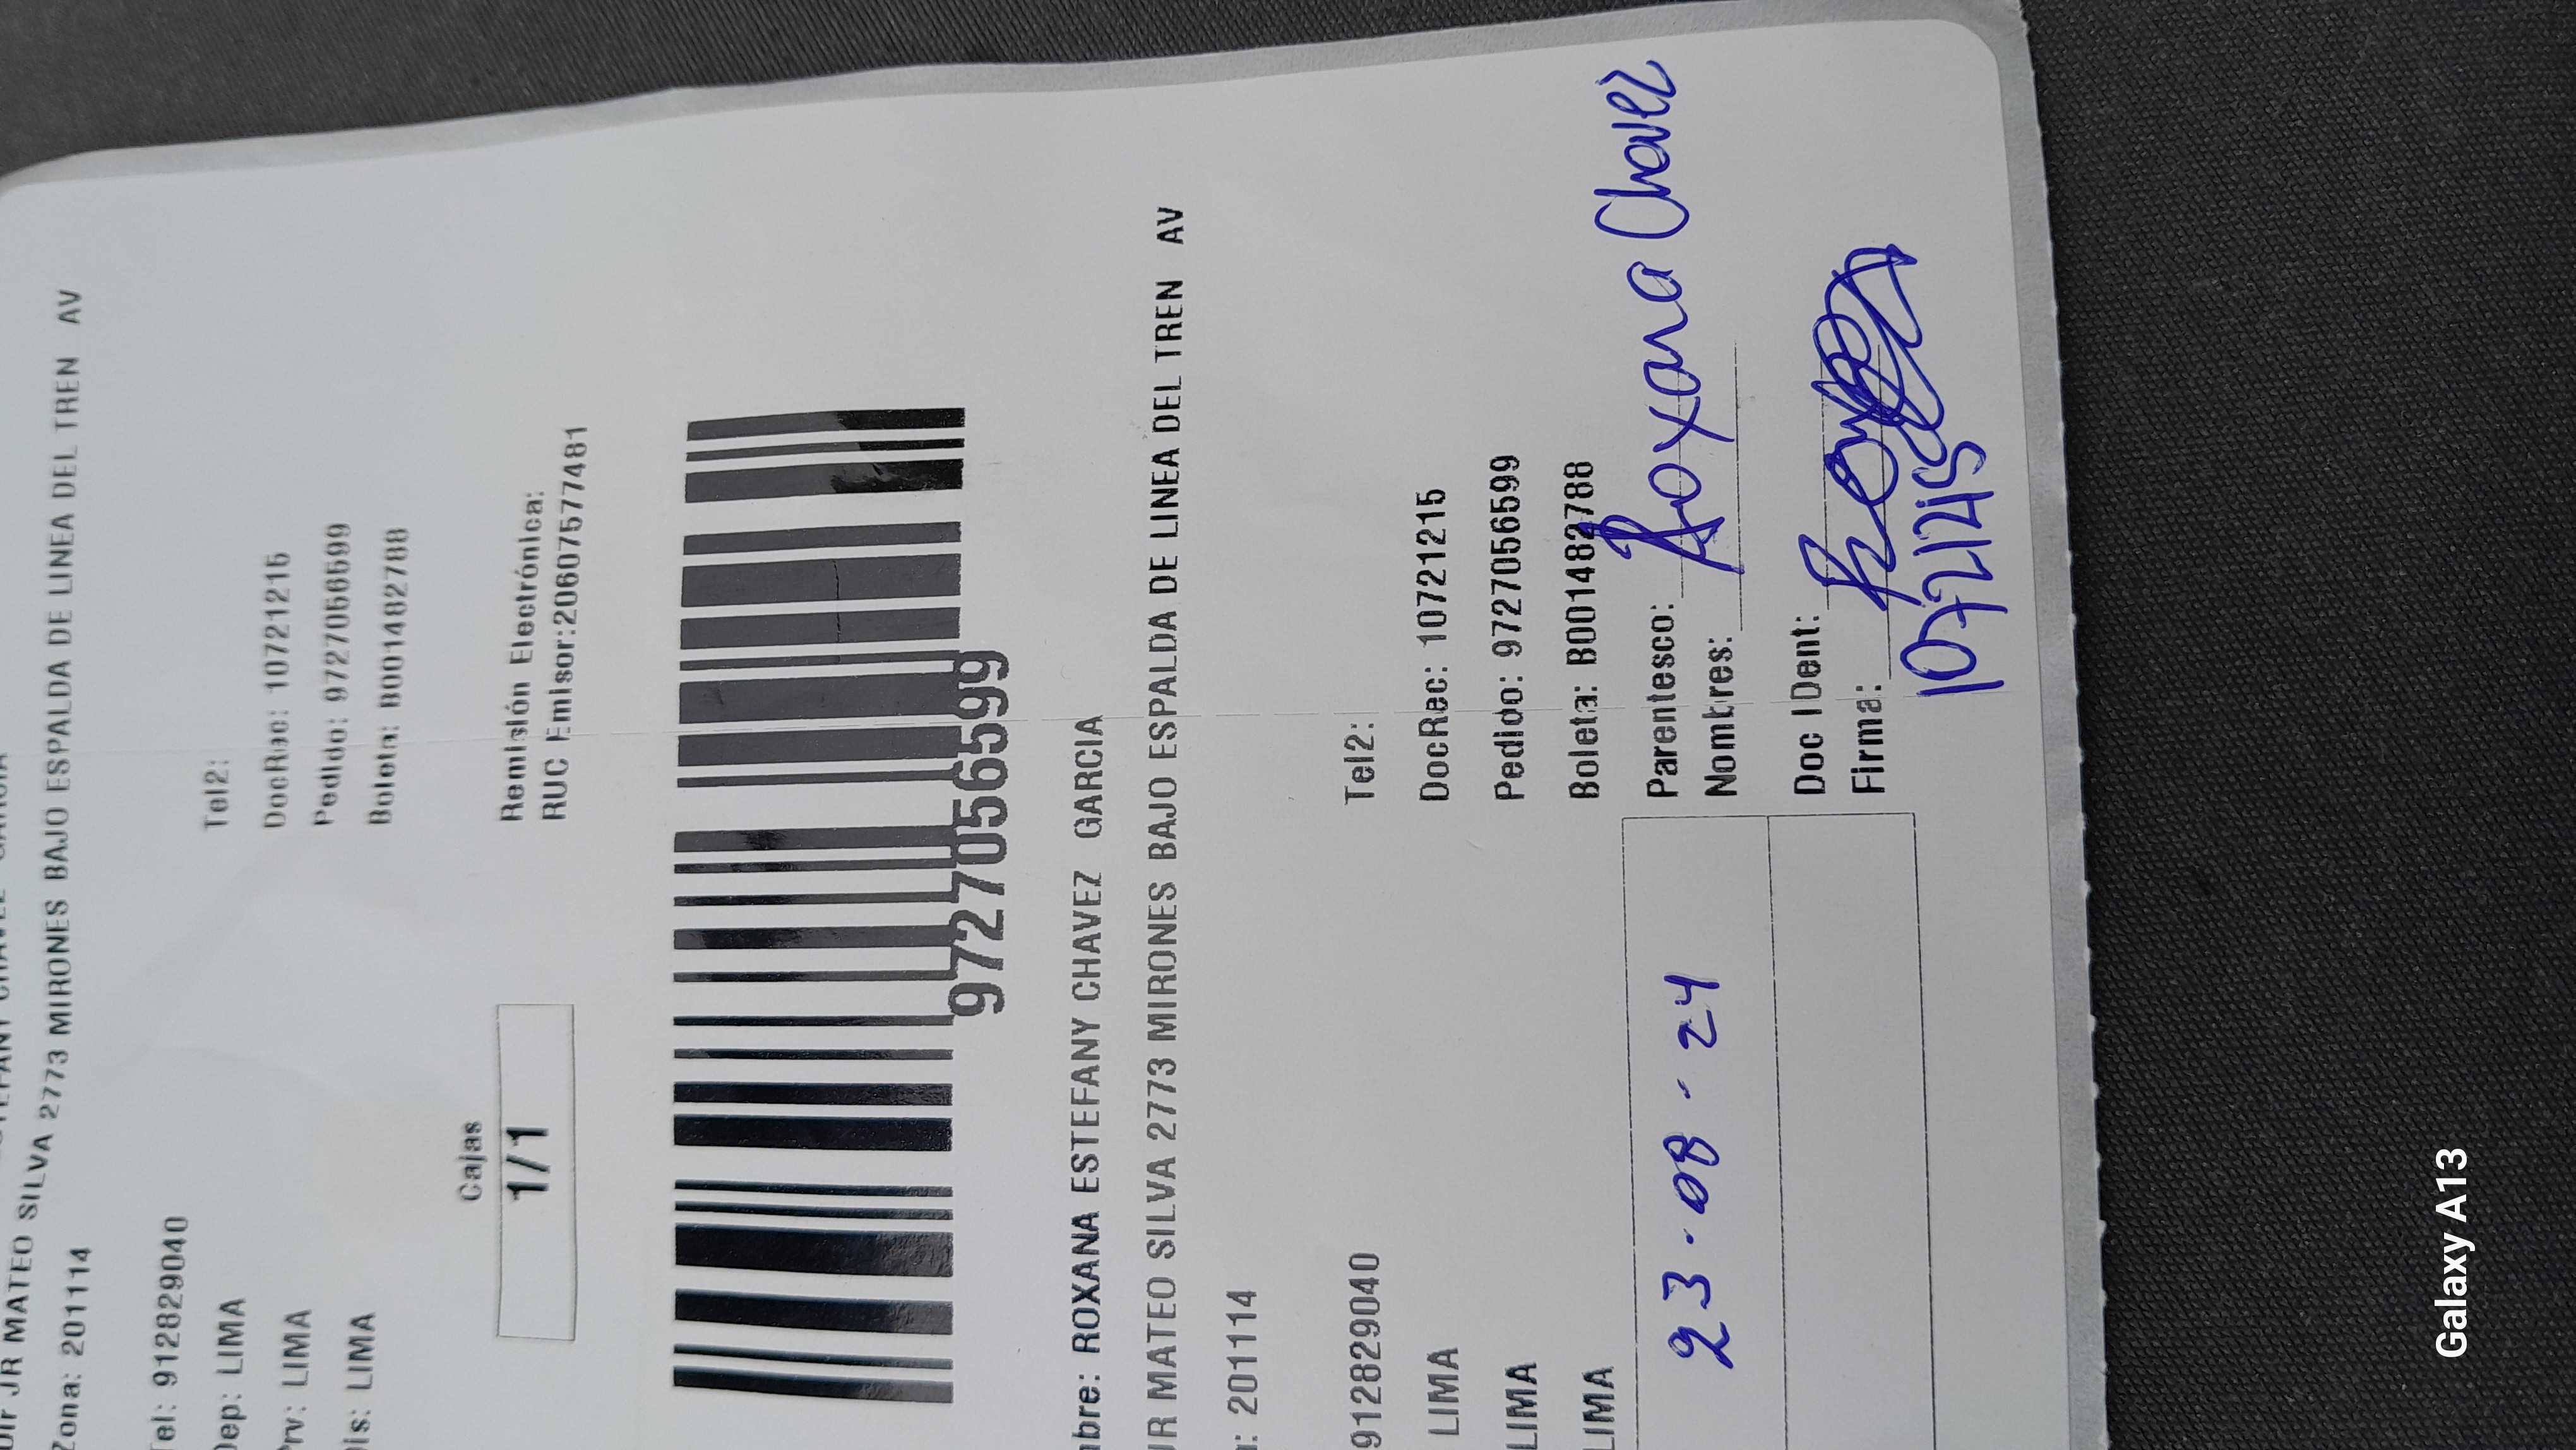 Dir JR MATEO SILVA 2773 MIRONES BAJO ESPALDA DE LINEA DEL TREN AV
Zona: 201114
Tel: 912829040 Tel2:
Dep: LIMA DocRec: 10721215
Prv: LIMA Pedido: 972705656599
Dis: LIMA Boleta: B001482788
Cajas
1/1
Remisión Electrónica:
RUC Emisor:20607577481
9727056599
mbre: ROXANA ESTEFANY CHAVEZ GARCIA
JR MATEO SILVA 2773 MIRONES BAJO ESPALDA DE LINEA DEL TREN AV
: 201114
912829040 Tel2:
LIMA DocRec: 10721215
LIMA Pedido: 9727056599
LIMA Boleta: B001482788
23.08.24
Parentesco: Roxana Chavez
Nombres:
Doc IDent:
Firma:
10721215
Galaxy A13